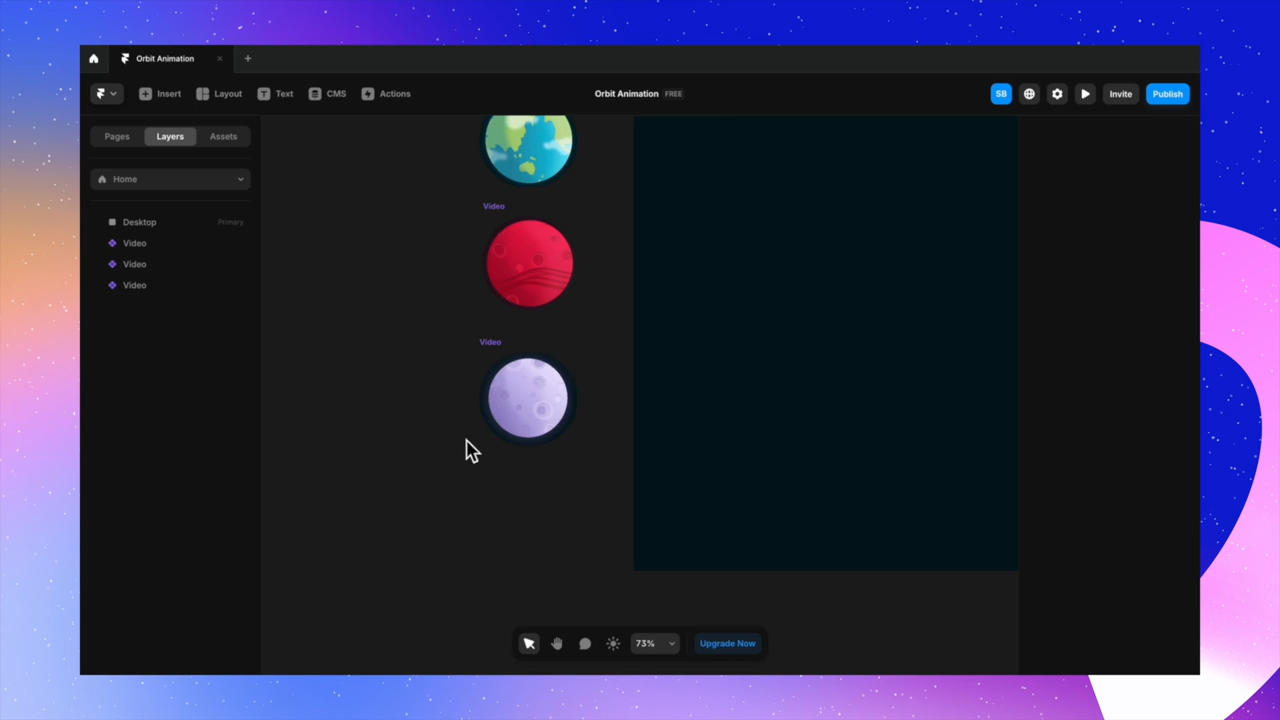 Orbit Animation
Insert Layout Text CMS Actions
Orbit Animation FREE
SB Invite Publish
Pages Layers Assets
Home
Desktop Primary
Video
Video
Video
Video
Video
73% Upgrade Now